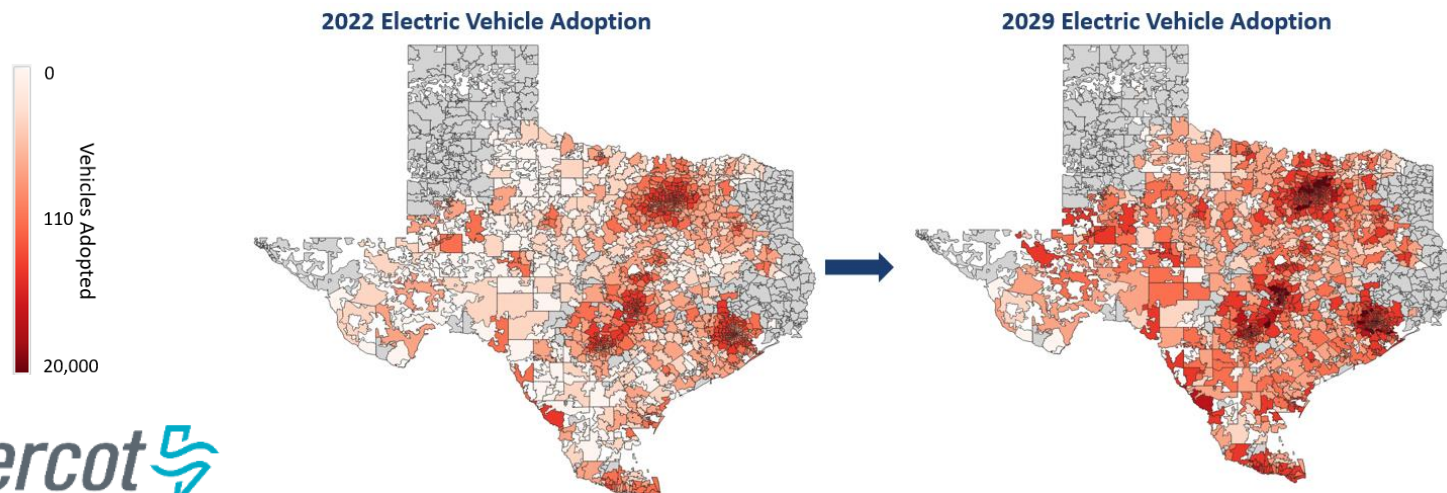 2022 Electric Vehicle Adoption
2029 Electric Vehicle Adoption
0
110
20,000
Vehicles Adopted
ercot